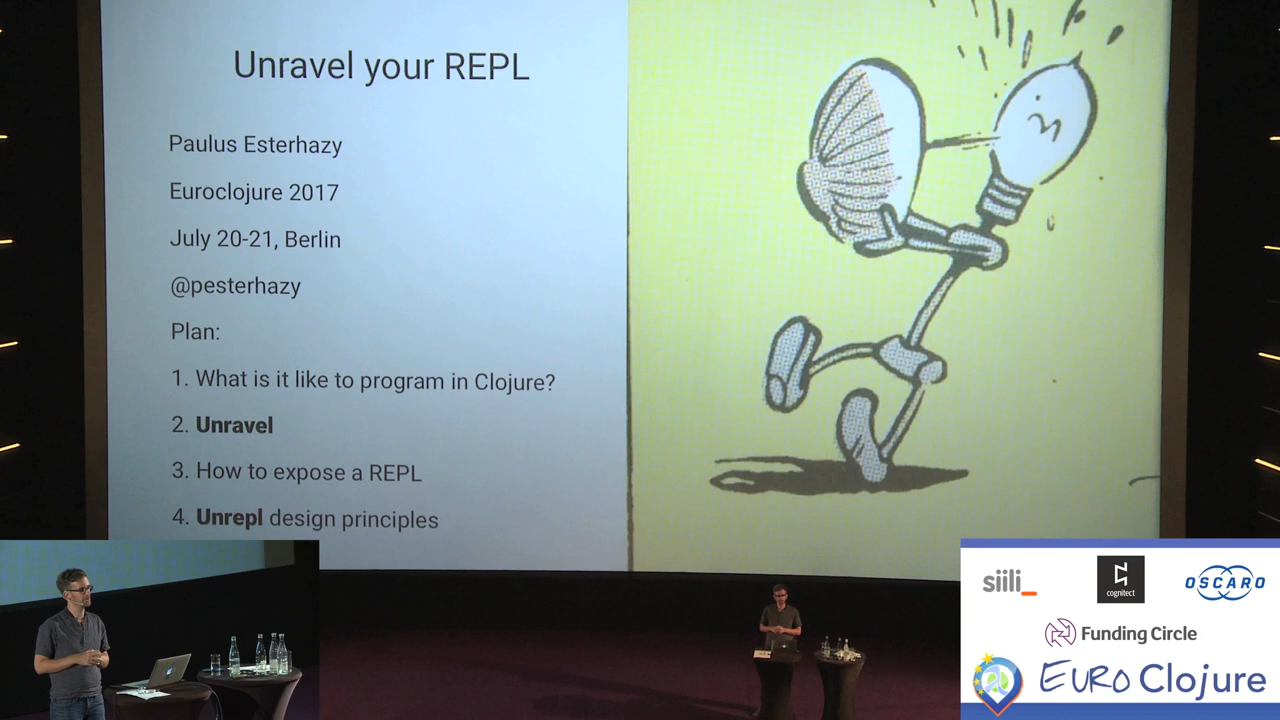 Unravel your REPL
Paulus Esterhazy
Euroclojure 2017
July 20-21, Berlin
@pesterhazy
Plan:
1. What is it like to program in Clojure?
2. Unravel
3. How to expose a REPL
4. Unrepl design principles
siili_
cognitect
OSCARO
Funding Circle
EURO Clojure